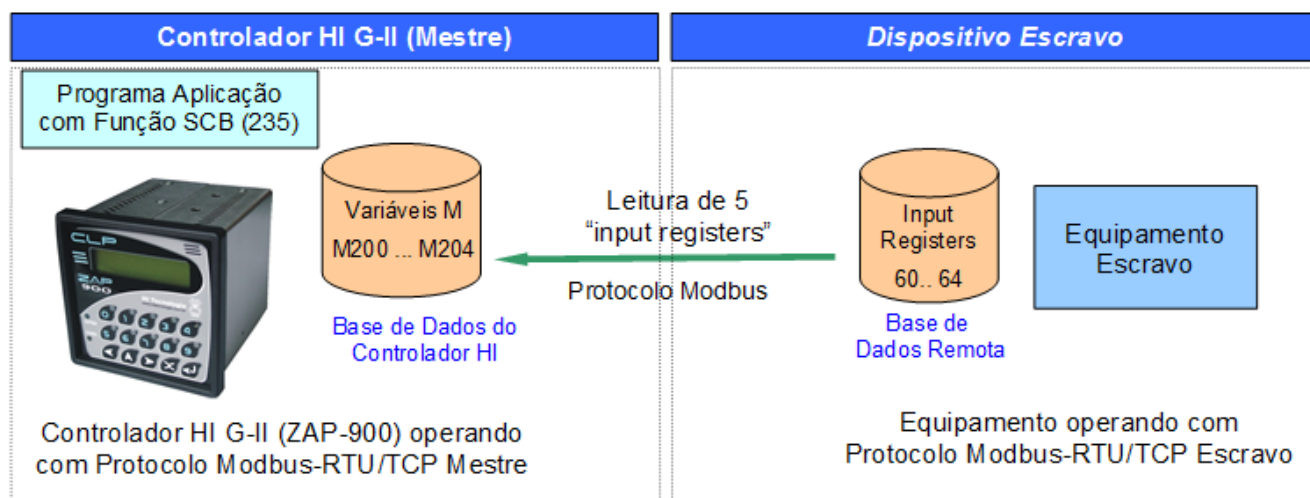 Controlador HI G-II (Mestre)
Dispositivo Escravo
Programa Aplicação
com Função SCB (235)
CLP
ZAP
900
Variáveis M
M200 ... M204
Base de Dados do
Controlador HI
Leitura de 5
“input registers”
Protocolo Modbus
Input
Registers
60.. 64
Base de
Dados Remota
Equipamento
Escravo
Controlador HI G-II (ZAP-900) operando
com Protocolo Modbus-RTU/TCP Mestre
Equipamento operando com
Protocolo Modbus-RTU/TCP Escravo